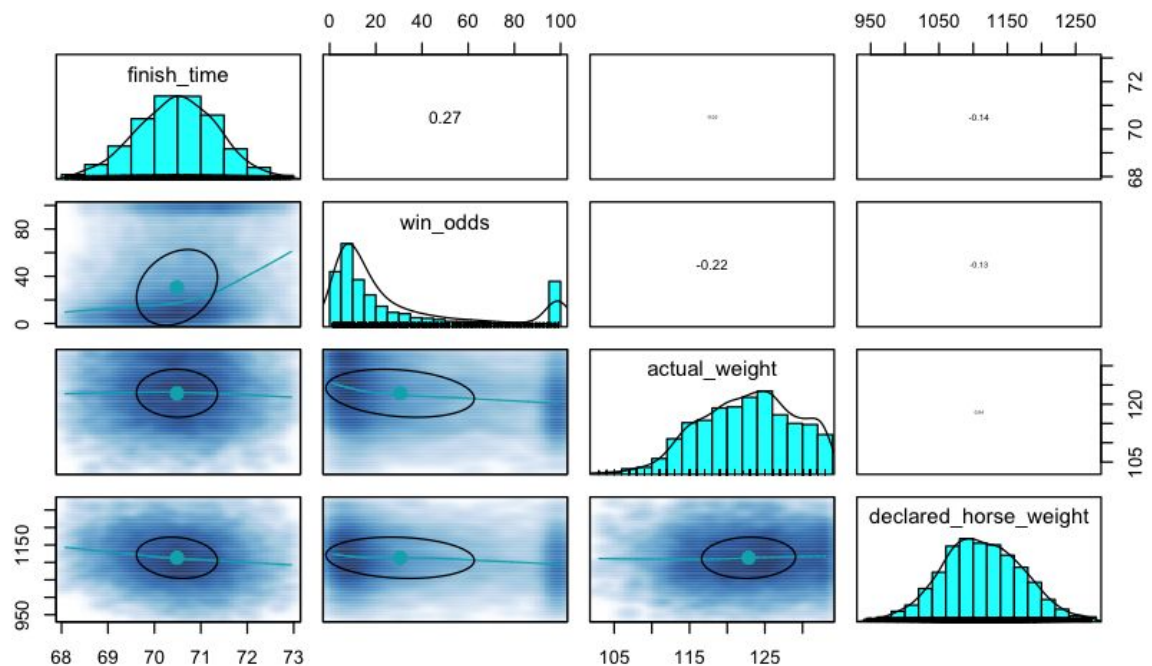 0 20 40 60 80 100
950 1050 1150 1250
finish_time
0.27
-0.14
68 70 72
win_odds
-0.22
-0.13
0 40 80
actual_weight
105 120
declared_horse_weight
950 1150
68 69 70 71 72 73
105 115 125